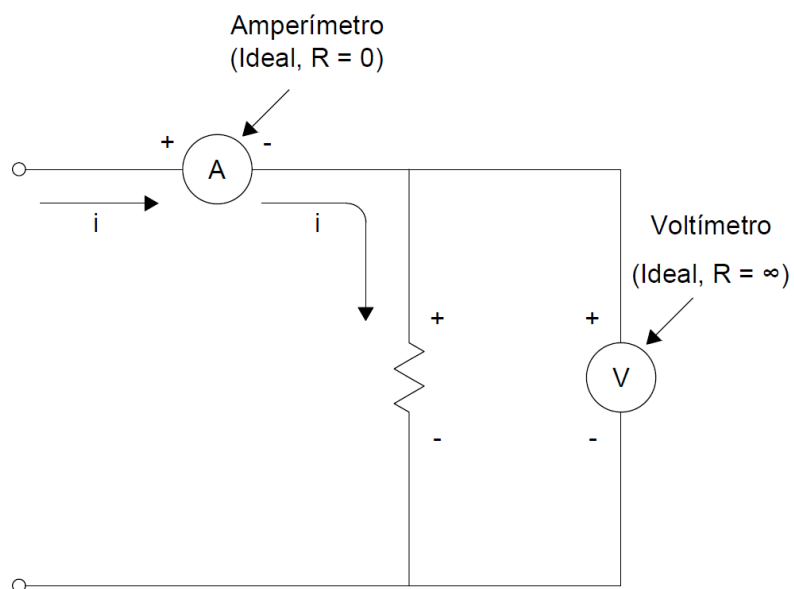 Amperímetro
(Ideal, R = 0)
+
-
A
i
i
Voltímetro
(Ideal, R = ∞)
+
+
V
-
-